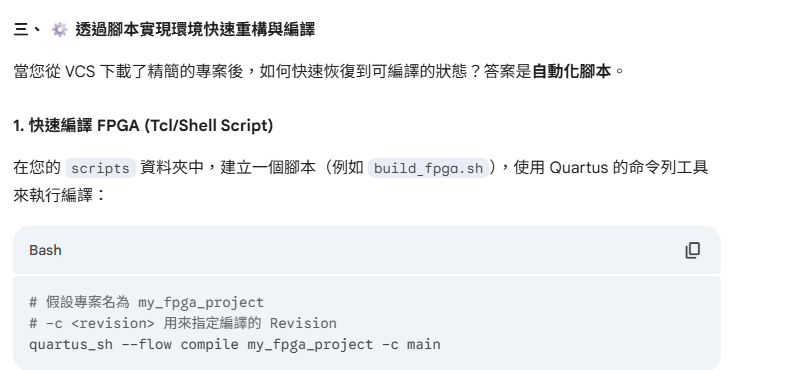 三、 ⚙️ 透過腳本實現環境快速重構與編譯
當您從 VCS 下載了精簡的專案後，如何快速恢復到可編譯的狀態？答案是自動化腳本。
1. 快速編譯 FPGA (Tcl/Shell Script)
在您的 scripts 資料夾中，建立一個腳本（例如 build_fpga.sh），使用 Quartus 的命令列工具
來執行編譯：
Bash
# 假設專案名為 my_fpga_project
# -c <revision> 用來指定編譯的 Revision
quartus_sh --flow compile my_fpga_project -c main